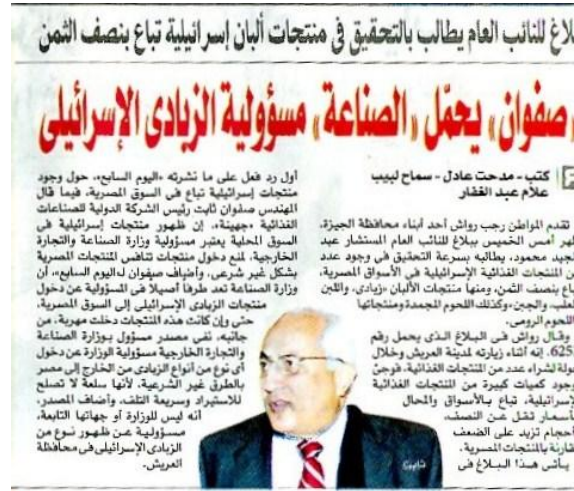 بلاغ للنائب العام يطالب بالتحقيق فى منتجات ألبان إسرائيلية تباع بنصف الثمن
«صفوان» يحمّل «الصناعة» مسؤولية الزبادى الإسرائيلى
كتب - مدحت عادل - سماح لبيب
علام عبد الغفار
تقدم المواطن رجب رواش أحد أبناء محافظة الجيزة،
ظهر أمس الخميس ببلاغ للنائب العام المستشار عبد
المجيد محمود، يطالبه بسرعة التحقيق فى وجود عدد
من المنتجات الغذائية الإسرائيلية فى الأسواق المصرية،
تباع بنصف الثمن، ومنها منتجات الألبان «زبادى، واللبن
المعلب، والجبن»وكذلك اللحوم المجمدة ومنتجاتها
اللحوم الرومى.
وقال رواش فى البلاغ الذى يحمل رقم
6255، إنه أثناء زيارته لمدينة العريش وخلال
جولة لشراء عدد من المنتجات الغذائية، فوجئ
بوجود كميات كبيرة من المنتجات الغذائية
الإسرائيلية، تباع بالأسواق والمحال
بأسعار تقل عن النصف،
وبأحجام تزيد على الضعف
مقارنة بالمنتجات المصرية.
يأتى هذا البلاغ فى
أول رد فعل على ما نشرته «اليوم السابع»، حول وجود
منتجات إسرائيلية تباع فى السوق المصرية، فيما قال
المهندس صفوان ثابت رئيس الشركة الدولية للصناعات
الغذائية «جهينة»، إن ظهور منتجات إسرائيلية فى
السوق المحلية يعتبر مسؤولية وزارة الصناعة والتجارة
الخارجية، لمنع دخول منتجات تنافس المنتجات المصرية
بشكل غير شرعى، وأضاف صفوان لـ«اليوم السابع»، أن
وزارة الصناعة تعد طرفا أصيلا فى المسؤلية عن دخول
منتجات الزبادى الإسرائيلى إلى السوق المصرية،
حتى وإن كانت هذه المنتجات دخلت مهربة، من
جانبه، نفى مصدر مسؤول بوزارة الصناعة
والتجارة الخارجية مسؤولية الوزارة عن دخول
أى نوع من أنواع الزبادى من الخارج إلى مصر
بالطرق غير الشرعية، لأنها سلعة لا تصلح
للاستيراد وسريعة التلف، وأضاف المصدر،
أنه ليس للوزارة أو جهاتها التابعة،
مسؤولية عن ظهور نوع من
الزبادى الإسرائيلى فى محافظة
العريش.
ثابت